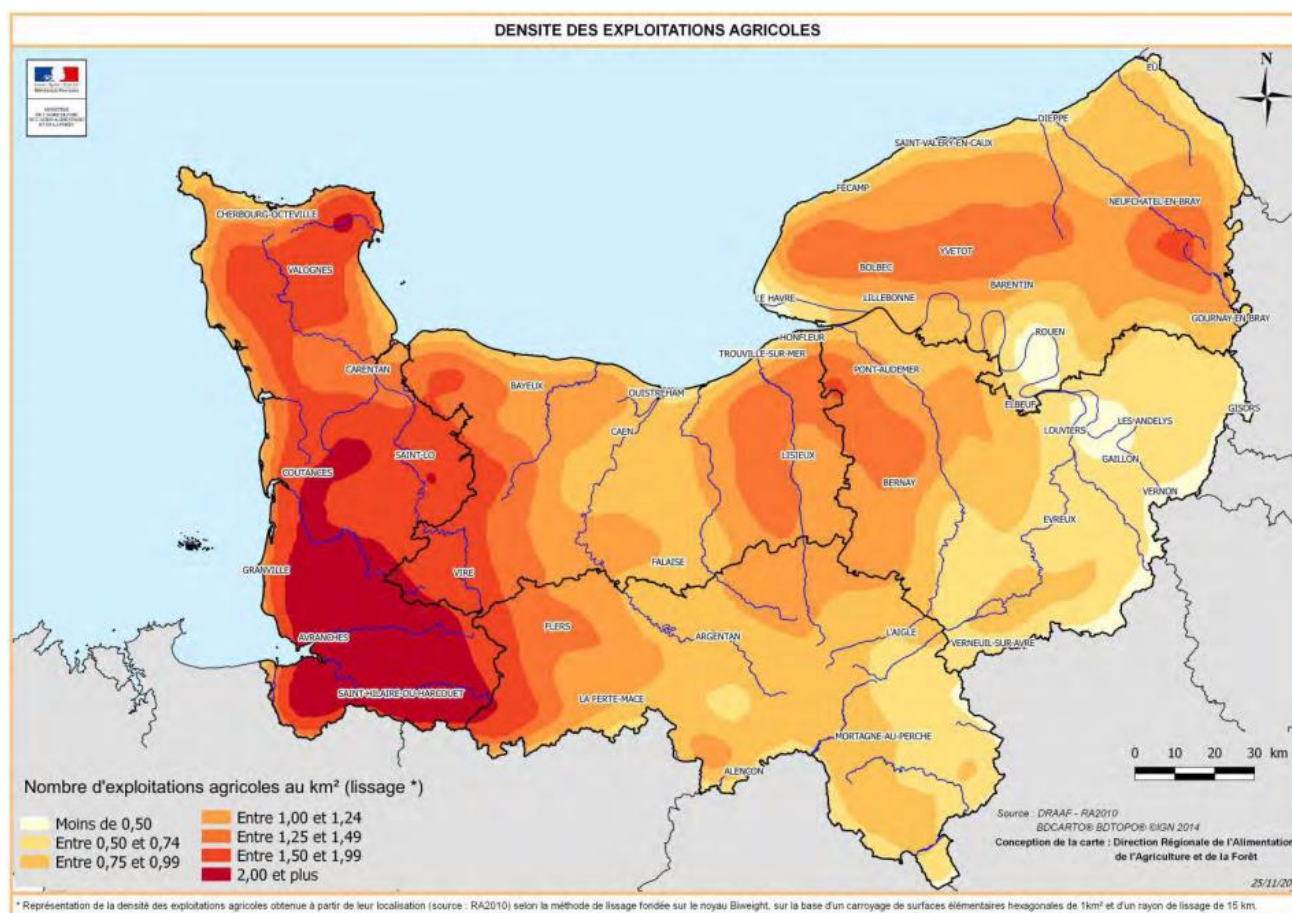 DENSITE DES EXPLOITATIONS AGRICOLES
N
EU
DIEPPE
SAINT-VALERY-EN-CAUX
FECAMP
NEUFCHATEL-EN-BRAY
CHERBOURG-OCTEVILLE
YVETOT
VALOGNES
BOLBEC
BARENTIN
LE HAVRE
LILLEBONNE
GOURNAY-EN-BRAY
ROUEN
HONFLEUR
TROUVILLE-SUR-MER
CARENTAN
PONT-AUDEMER
BAYEUX
OUISTREHAM
ELBEUF
GISORS
LES-ANDELYS
CAEN
LOUVIERS
SAINT-LO
LISIEUX
GAILLON
COUTANCES
BERNAY
VERNON
EVREUX
FALAISE
GRANVILLE
VIRE
FLERS
AVRANCHES
ARGENTAN
L'AIGLE
VERNEUIL-SUR-AVRE
SAINT-HILAIRE-DU-HARCOUET
LA FERTE-MACE
MORTAGNE-AU-PERCHE
ALENCON
0 10 20 30 km
Nombre d'exploitations agricoles au km² (lissage *)
Moins de 0,50
Entre 0,50 et 0,74
Entre 0,75 et 0,99
Entre 1,00 et 1,24
Entre 1,25 et 1,49
Entre 1,50 et 1,99
2,00 et plus
Source : DRAAF - RA2010
BDCARTO® BDTOPO® ©IGN 2014
Conception de la carte : Direction Régionale de l'Alimentation
de l'Agriculture et de la Forêt
25/11/20
* Représentation de la densité des exploitations agricoles obtenue à partir de leur localisation (source : RA2010) selon la méthode de lissage fondée sur le noyau Biweight, sur la base d'un carroyage de surfaces élémentaires hexagonales de 1km² et d'un rayon de lissage de 15 km.